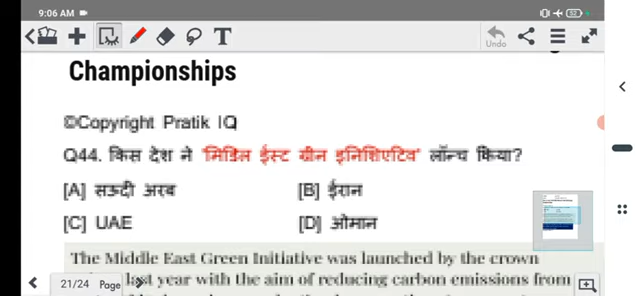 9:06 AM
Undo
Championships
©Copyright Pratik IQ
Q44. किस देश ने 'मिडिल ईस्ट ग्रीन इनिशिएटिव' लॉन्च किया?
[A] सऊदी अरब [B] ईरान
[C] UAE [D] ओमान
The Middle East Green Initiative was launched by the crown
last year with the aim of reducing carbon emissions from
21/24 Page